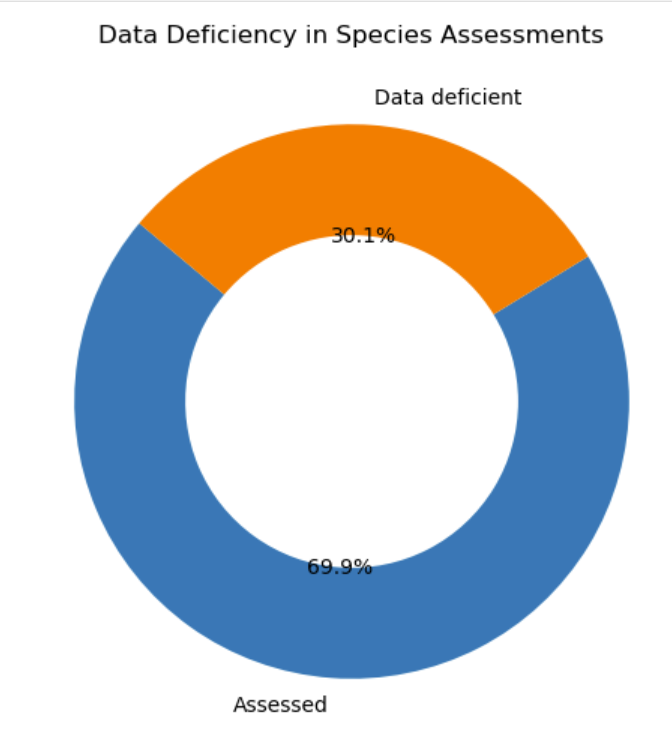 Data Deficiency in Species Assessments
Data deficient
30.1%
69.9%
Assessed